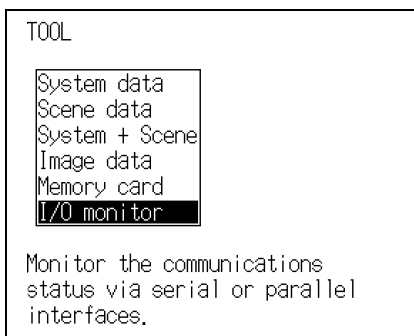 TOOL
System data
Scene data
System + Scene
Image data
Memory card
I/O monitor
Monitor the communications
status via serial or parallel
interfaces.